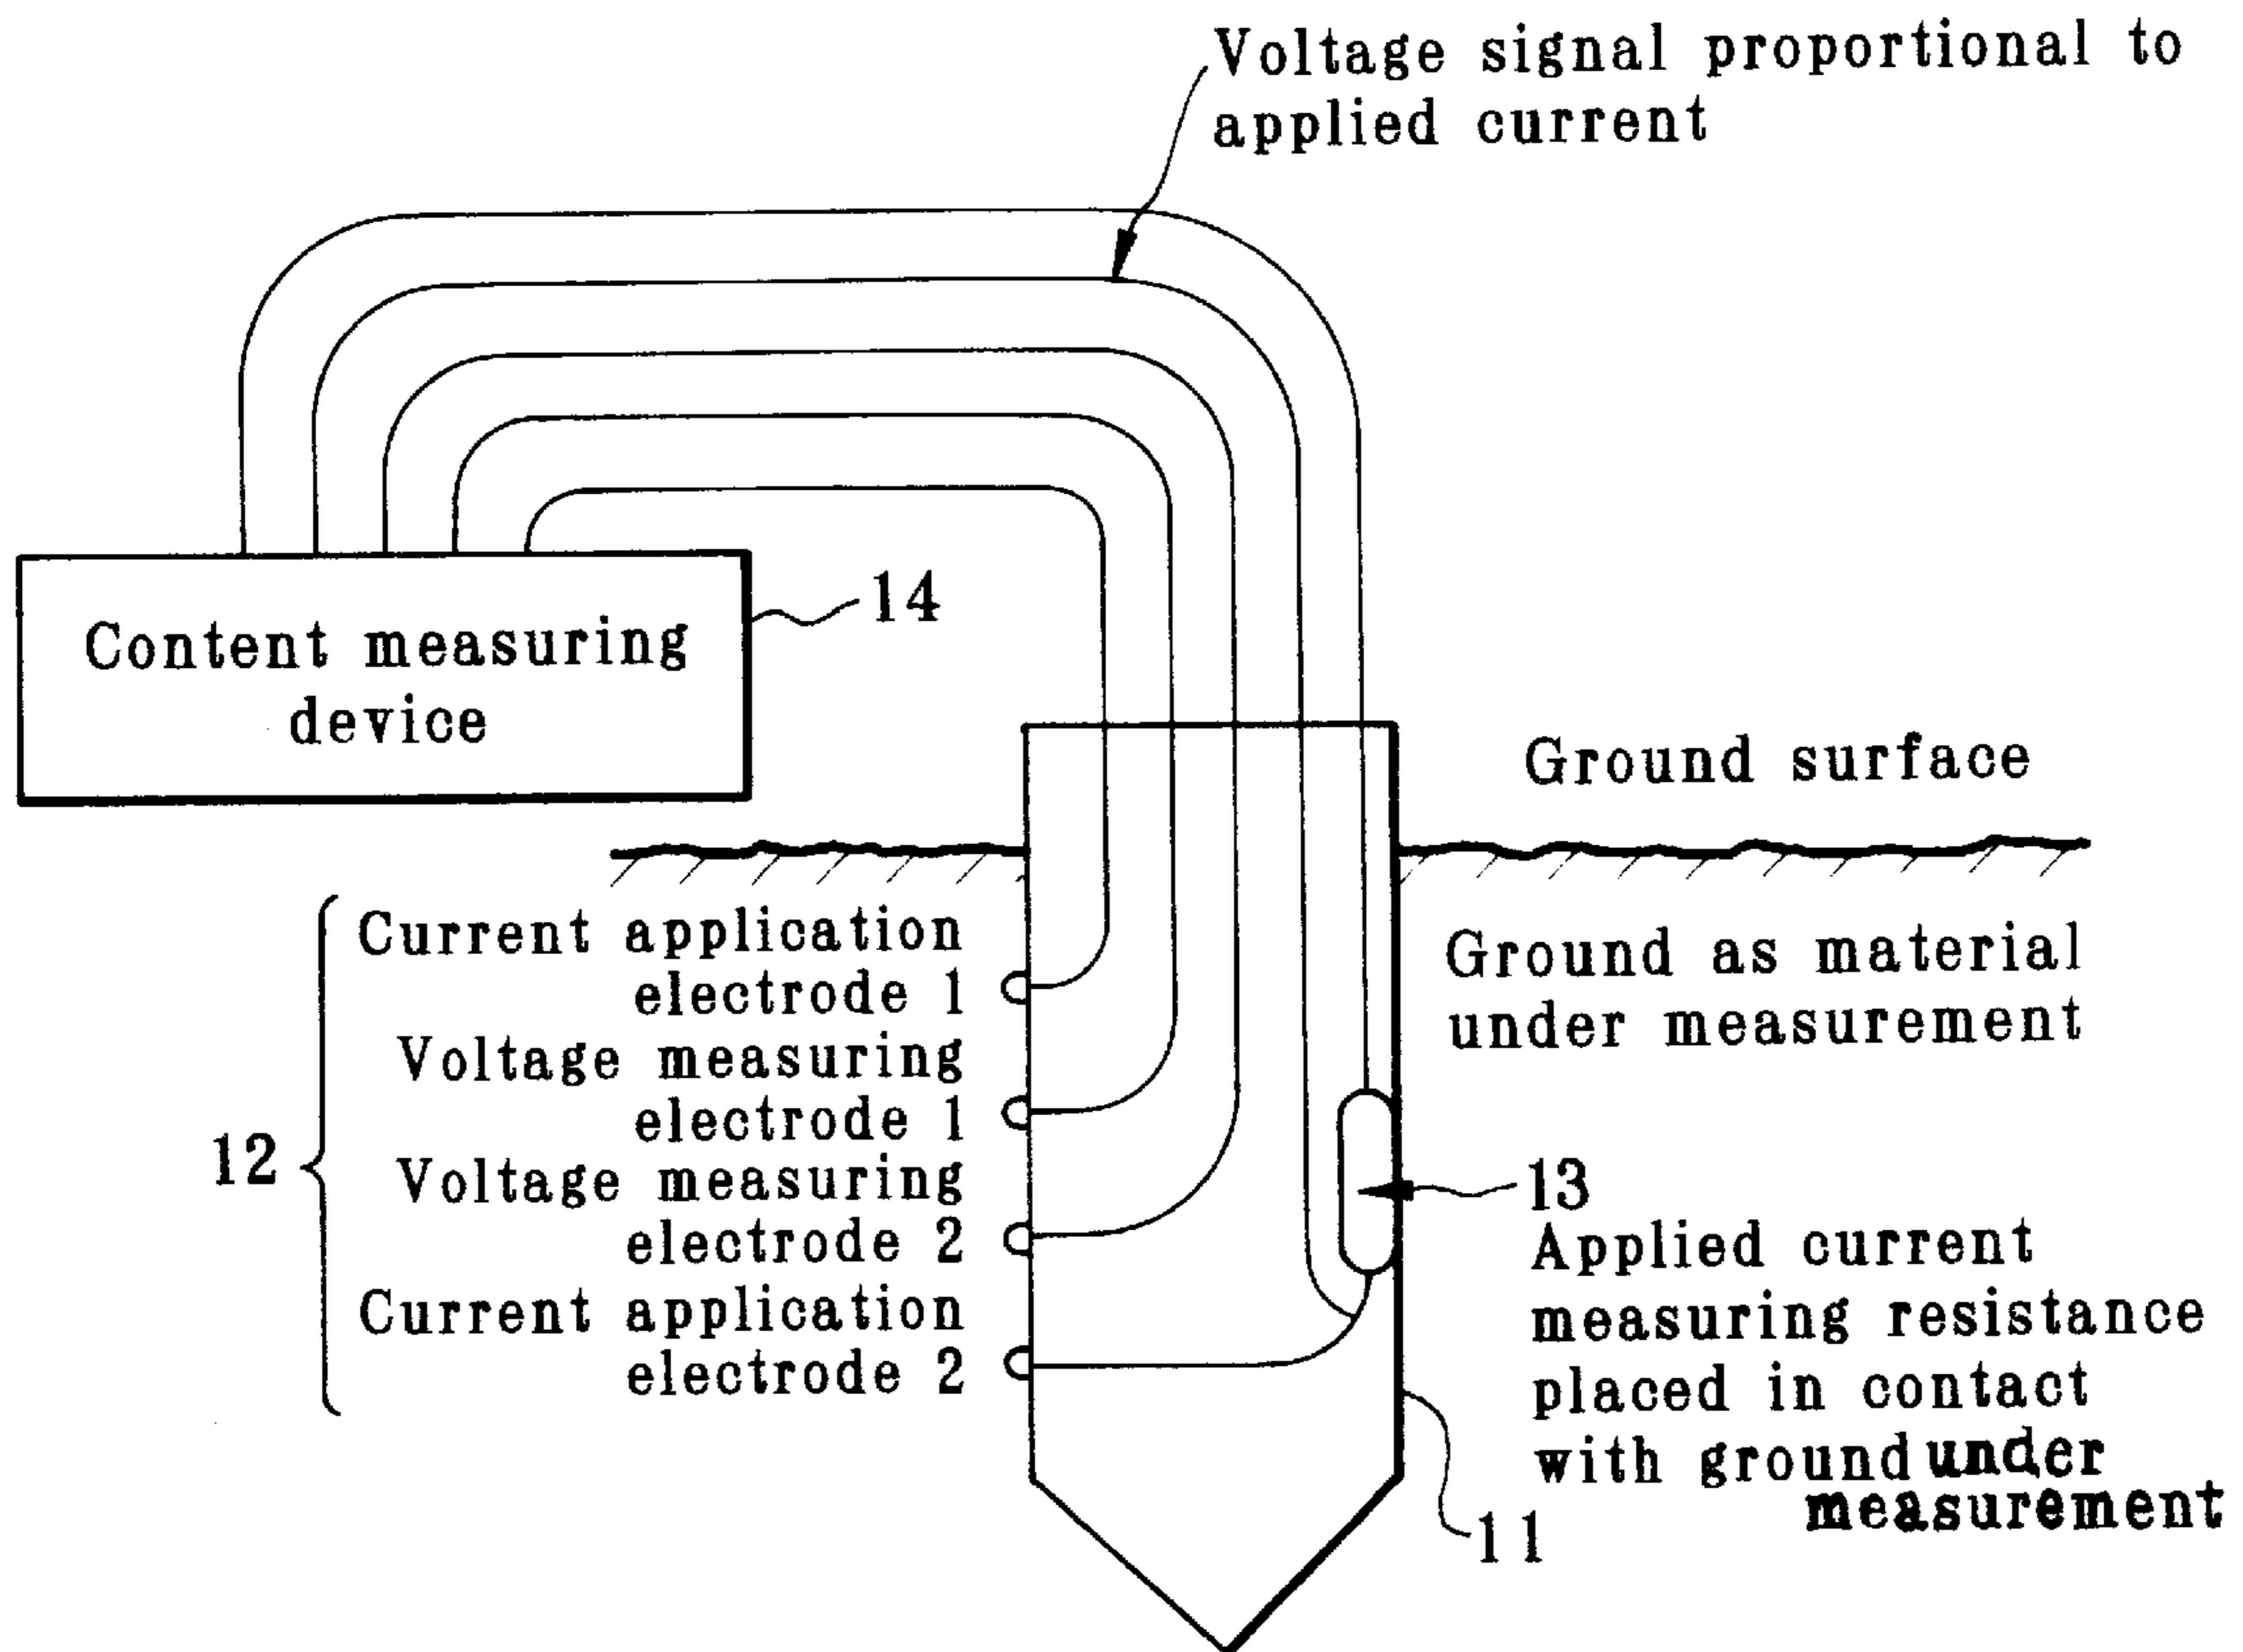 Voltage signal proportional to
applied current
14
Content measuring
device
Ground surface
Current application
electrode 1
Voltage measuring
electrode 1
Voltage measuring
electrode 2
Current application
electrode 2
12
Ground as material
under measurement
13
Applied current
measuring resistance
placed in contact
with ground under
measurement
11